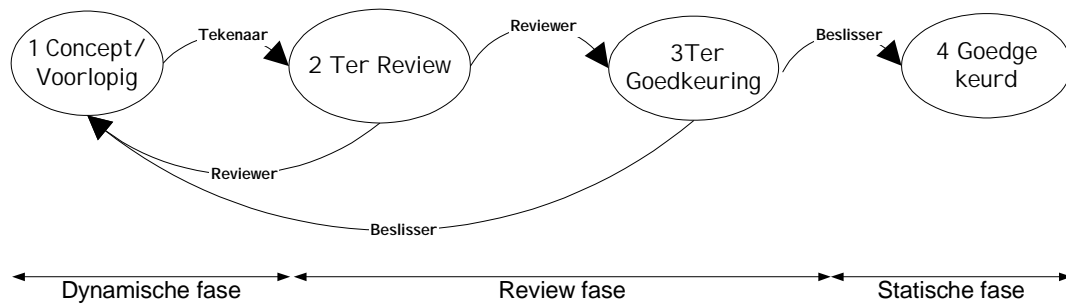 1 Concept/
Voorlopig
Tekenaar
2 Ter Review
Reviewer
3Ter
Goedkeuring
Beslisser
4 Goedge
keurd
Reviewer
Beslisser
Dynamische fase
Review fase
Statische fase